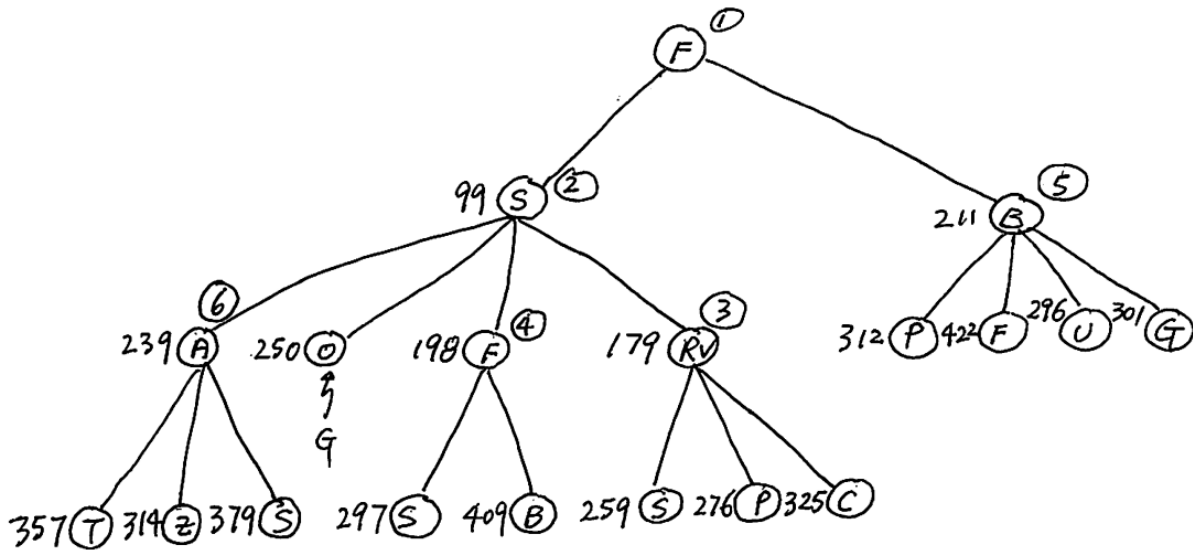 ①
F
99 S ②
211 B ⑤
⑥
239 A 250 O 198 F ④ 179 RV ③
312 P 422 F 296 U 301 G
G
357 T 314 Z 379 S 297 S 409 B 259 S 276 P 325 C